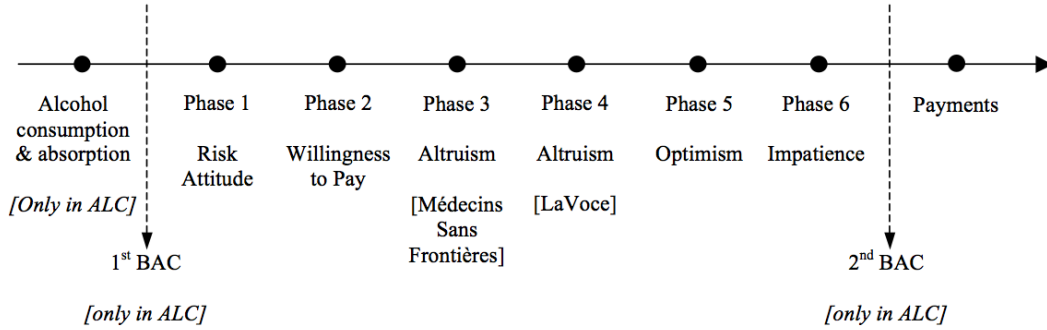 Alcohol
consumption
& absorption
[Only in ALC]
1st BAC
[only in ALC]
Phase 1
Risk
Attitude
Phase 2
Willingness
to Pay
Phase 3
Altruism
[Médecins
Sans
Frontières]
Phase 4
Altruism
[LaVoce]
Phase 5
Optimism
Phase 6
Impatience
2nd BAC
[only in ALC]
Payments